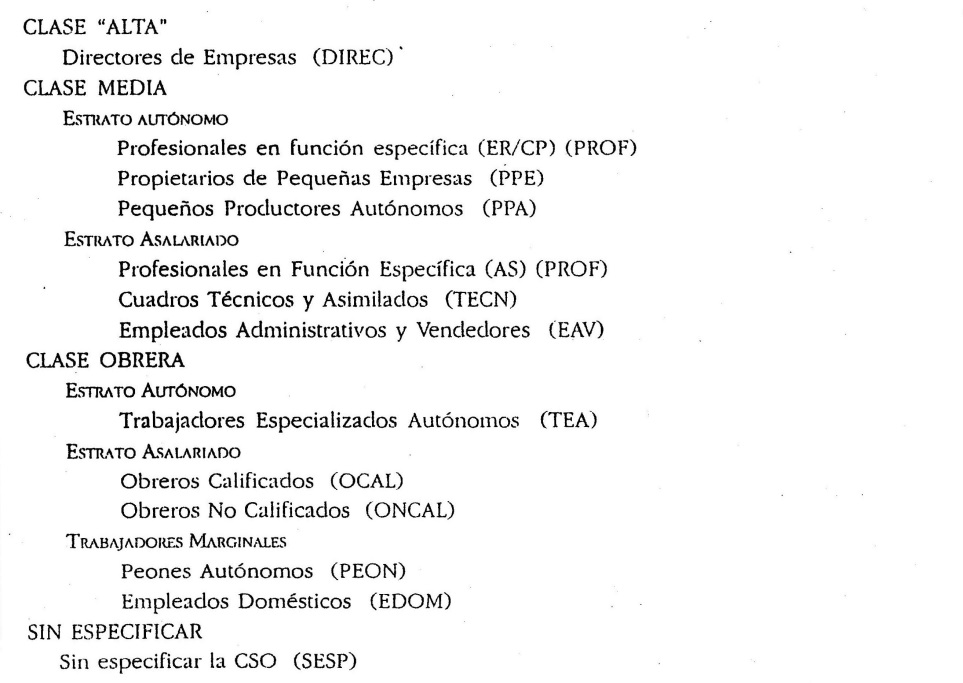 CLASE "ALTA"
Directores de Empresas (DIREC)
CLASE MEDIA
ESTRATO AUTÓNOMO
Profesionales en función específica (ER/CP) (PROF)
Propietarios de Pequeñas Empresas (PPE)
Pequeños Productores Autónomos (PPA)
ESTRATO ASALARIADO
Profesionales en Función Específica (AS) (PROF)
Cuadros Técnicos y Asimilados (TECN)
Empleados Administrativos y Vendedores (EAV)
CLASE OBRERA
ESTRATO AUTÓNOMO
Trabajadores Especializados Autónomos (TEA)
ESTRATO ASALARIADO
Obreros Calificados (OCAL)
Obreros No Calificados (ONCAL)
TRABAJADORES MARGINALES
Peones Autónomos (PEON)
Empleados Domésticos (EDOM)
SIN ESPECIFICAR
Sin especificar la CSO (SESP)